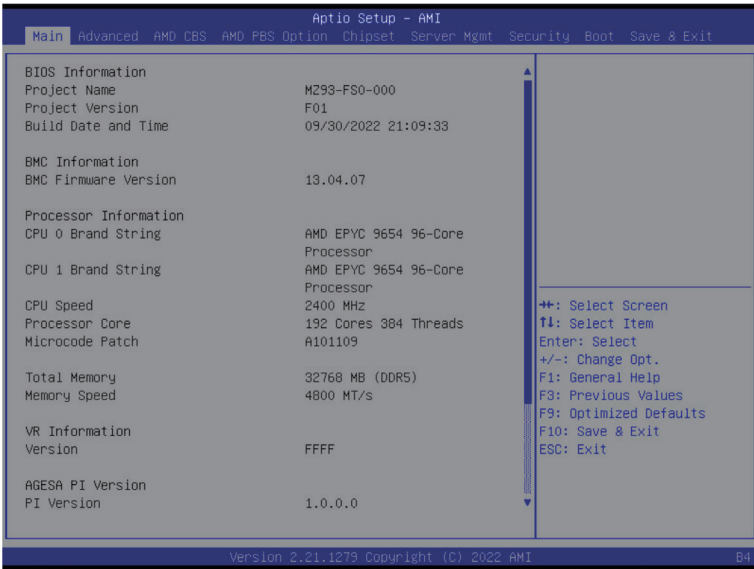 Aptio Setup - AMI
Main Advanced AMD CBS AMD PBS Option Chipset Server Mgmt Security Boot Save & Exit
BIOS Information
Project Name MZ93-FS0-000
Project Version F01
Build Date and Time 09/30/2022 21:09:33
BMC Information
BMC Firmware Version 13.04.07
Processor Information
CPU 0 Brand String AMD EPYC 9654 96-Core
Processor
CPU 1 Brand String AMD EPYC 9654 96-Core
Processor
CPU Speed 2400 MHz
Processor Core 192 Cores 384 Threads
Microcode Patch A101109
Total Memory 32768 MB (DDR5)
Memory Speed 4800 MT/s
VR Information
Version FFFF
AGESA PI Version
PI Version 1.0.0.0
→←: Select Screen
↑↓: Select Item
Enter: Select
+/-: Change Opt.
F1: General Help
F3: Previous Values
F9: Optimized Defaults
F10: Save & Exit
ESC: Exit
Version 2.21.1279 Copyright (C) 2022 AMI
B4